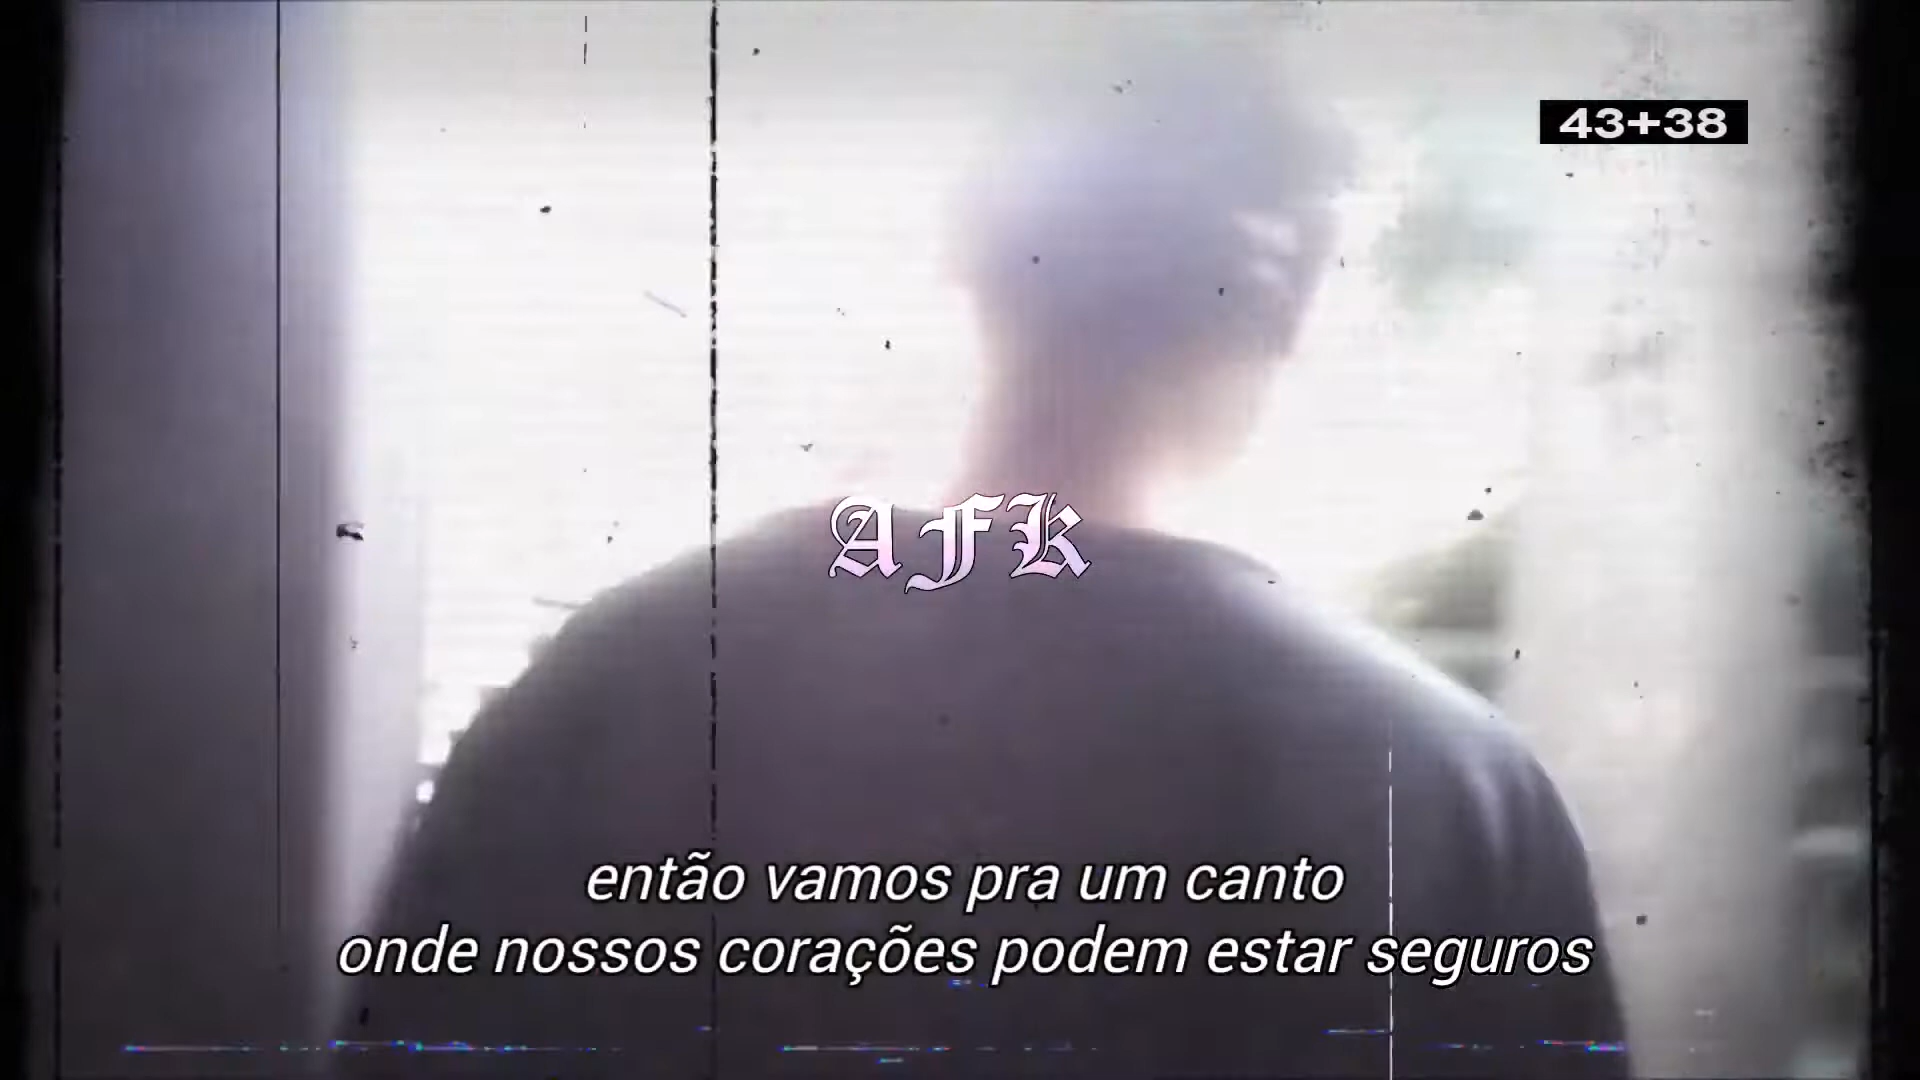 43+38
AFK
então vamos pra um canto
onde nossos corações podem estar seguros